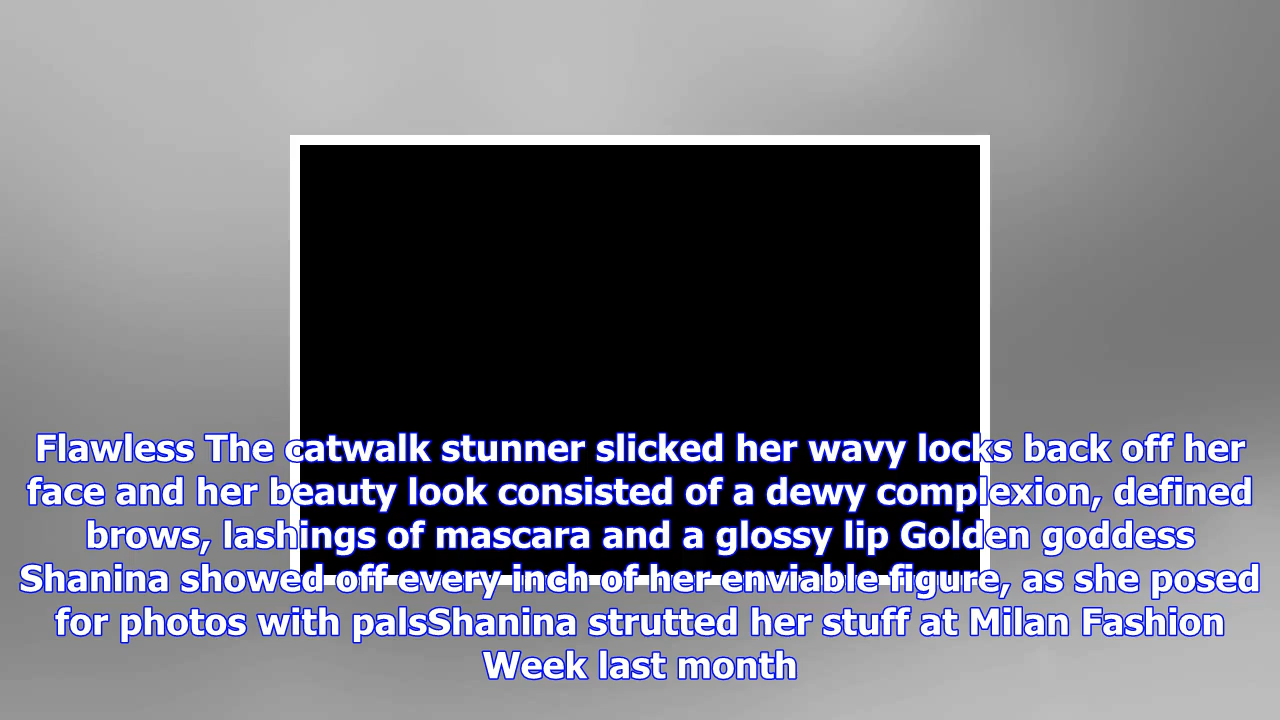 Flawless The catwalk stunner slicked her wavy locks back off her
face and her beauty look consisted of a dewy complexion, defined
brows, lashings of mascara and a glossy lip Golden goddess
Shanina showed off every inch of her enviable figure, as she posed
for photos with palsShanina strutted her stuff at Milan Fashion
Week last month